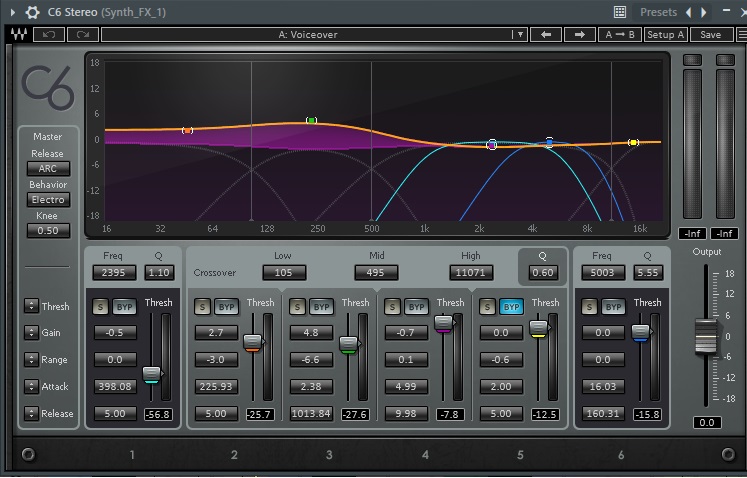 C6 Stereo (Synth_FX_1) Presets
A: Voiceover A → B Setup A Save
C6
Master
Release
ARC
Behavior
Electro
Knee
0.50
18
12
6
0
-6
-12
-18
18
12
6
0
-6
-12
-18
16 32 64 128 250 500 1k 2k 4k 8k 16k
-Inf -Inf
Output
18
12
6
0
-6
-12
-18
0.0
Freq Q
2395 1.10
Crossover
Low Mid High Q
105 495 11071 0.60
Freq Q
5003 5.55
Thresh
Gain
Range
Attack
Release
S BYP Thresh
-0.5
0.0
398.08
5.00 -56.8
S BYP Thresh
2.7
-3.0
225.93
5.00 -25.7
S BYP Thresh
4.8
-6.6
2.38
1013.84 -27.6
S BYP Thresh
-0.7
0.1
4.99
9.98 -7.8
S BYP Thresh
0.0
-0.6
2.00
5.00 -12.5
S BYP Thresh
0.0
0.0
16.03
160.31 -15.8
1 2 3 4 5 6